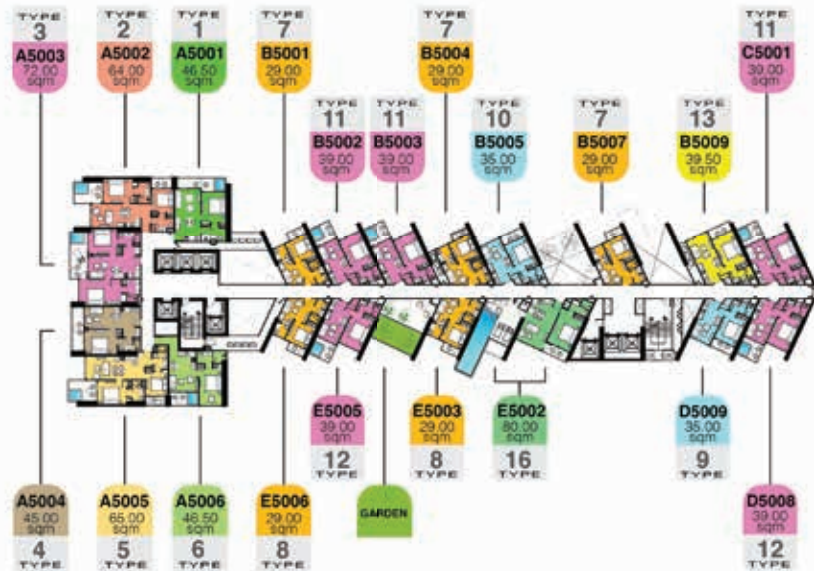 TYPE
3
A5003
72.00
sqm
TYPE
2
A5002
64.00
sqm
TYPE
1
A5001
46.50
sqm
TYPE
7
B5001
29.00
sqm
TYPE
7
B5004
29.00
sqm
TYPE
11
C5001
39.00
sqm
TYPE
11
B5002
39.00
sqm
TYPE
11
B5003
39.00
sqm
TYPE
10
B5005
35.00
sqm
TYPE
7
B5007
29.00
sqm
TYPE
13
B5009
39.50
sqm
E5005
39.00
sqm
12
TYPE
E5003
29.00
sqm
8
TYPE
E5002
80.00
sqm
16
TYPE
D5009
35.00
sqm
9
TYPE
A5004
45.00
sqm
4
TYPE
A5005
65.00
sqm
5
TYPE
A5006
46.50
sqm
6
TYPE
E5006
29.00
sqm
8
TYPE
GARDEN
D5008
39.00
sqm
12
TYPE